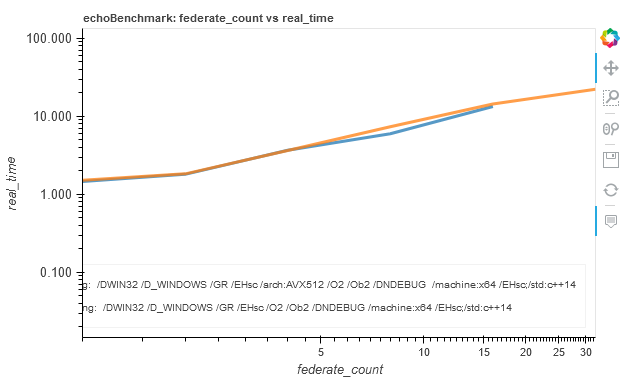 echoBenchmark: federate_count vs real_time
100.000
10.000
1.000
0.100
real_time
g: /DWIN32 /D_WINDOWS /GR /EHsc /arch:AVX512 /O2 /Ob2 /DNDEBUG /machine:x64 /EHsc;/std:c++14
ng: /DWIN32 /D_WINDOWS /GR /EHsc /O2 /Ob2 /DNDEBUG /machine:x64 /EHsc;/std:c++14
5 10 15 20 25 30
federate_count